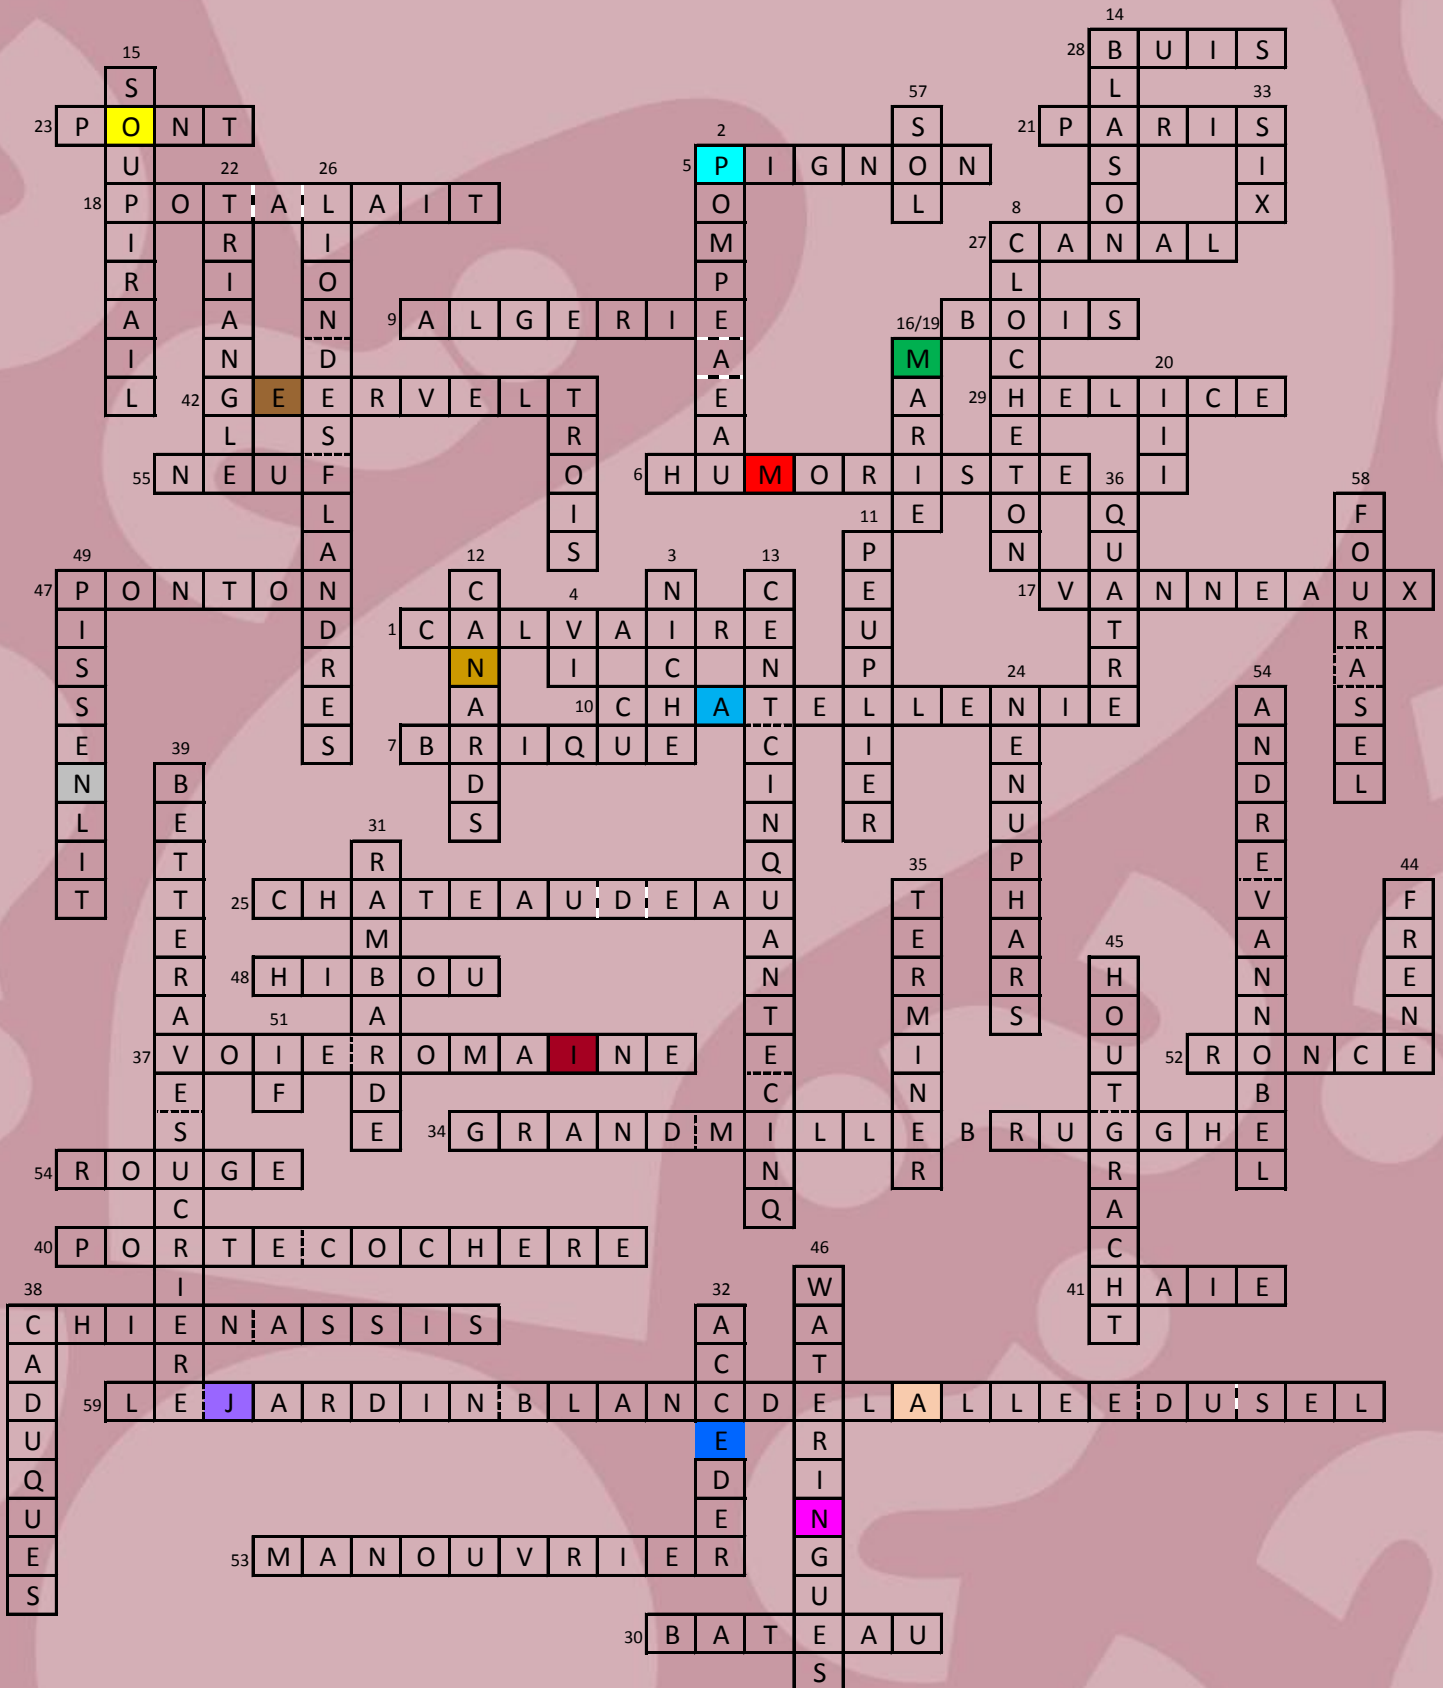 14
28 BUIS
15
S
L
57
33
23 PONT
2
S
21 PARIS
U
22
26
5 PIGNON
S
I
18 POTALAIT
O
L
8
O
X
I
R
I
M
27 CANAL
R
I
O
P
L
A
A
N
9 ALGERIE
16/19 BOIS
I
N
D
A
M
C
20
L
42 GEERVELT
E
A
29 HELICE
L
S
R
A
R
E
I
55 NEUF
O
6 HUMORISTE
36
I
58
L
I
11
E
O
Q
F
49
A
S
12
3
13
P
N
U
O
47 PONTON
C
4
N
C
E
17 VANNEAUX
I
D
1 CALVAIRE
U
T
R
S
R
N
I
C
N
P
24
R
54
A
S
E
A
10 CHATELLENIE
A
S
E
39
S
7 BRIQUE
C
I
E
N
E
N
B
D
I
E
N
D
L
L
E
31
S
N
R
U
R
I
T
R
Q
35
P
E
44
T
T
25 CHATEAUDEAU
T
H
V
F
E
M
A
E
A
45
A
R
R
48 HIBOU
N
R
R
H
N
E
A
51
A
T
M
S
O
N
N
37 VOIEROMAINE
E
I
U
52 RONCE
E
F
D
C
N
T
B
S
E
34 GRANDMILLEBRUGGHE
54 ROUGE
N
R
R
L
C
Q
A
40 PORTECOCHERE
46
C
38
I
32
W
41 HAIE
CHIENASSIS
A
A
T
A
R
C
T
59 LEJARDINBLANCDELALLEEDUSEL
U
E
R
Q
D
I
U
E
N
E
53 MANOUVRIER
G
S
U
30 BATEAU
S